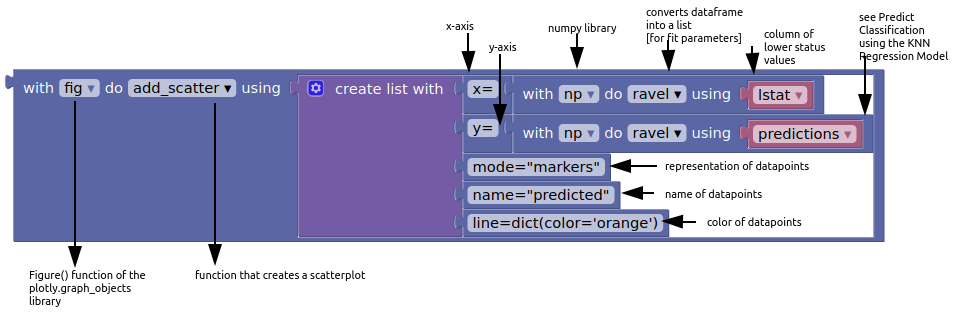 x-axis
y-axis
numpy library
converts dataframe
into a list
[for fit parameters]
column of
lower status
values
see Predict
Classification
using the KNN
Regression Model
with fig ▾ do add_scatter ▾ using
create list with
x=
with np ▾ do ravel ▾ using lstat ▾
y=
with np ▾ do ravel ▾ using predictions ▾
mode="markers"
representation of datapoints
name="predicted"
name of datapoints
line=dict(color='orange')
color of datapoints
Figure() function of the
plotly.graph_objects
library
function that creates a scatterplot